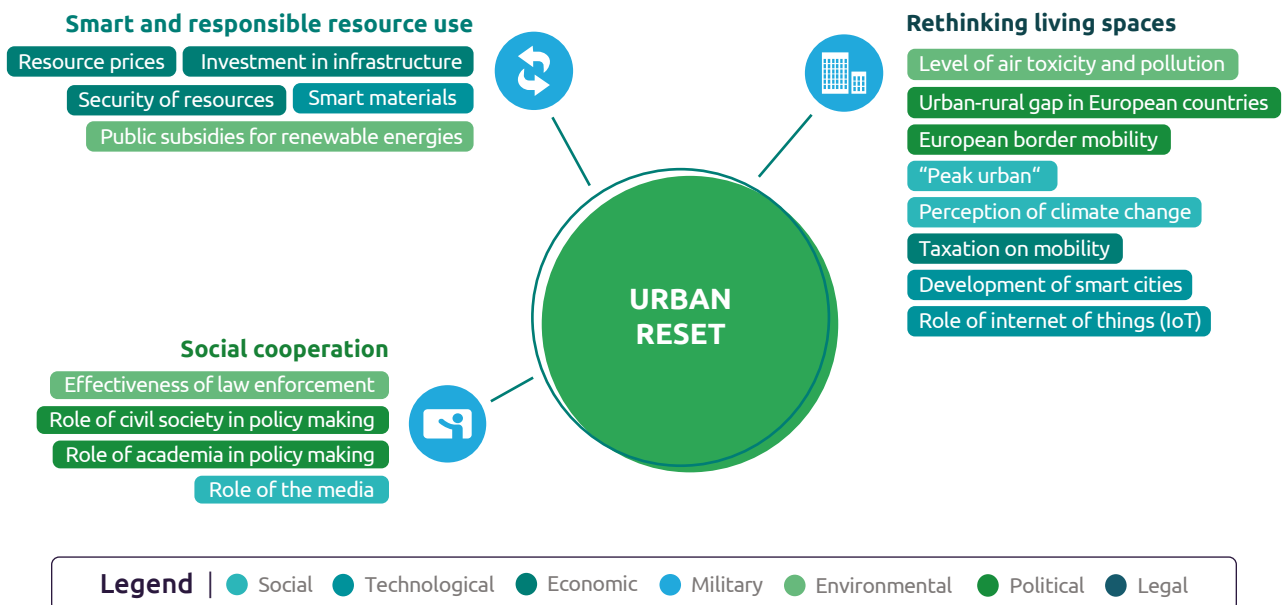 Smart and responsible resource use
Resource prices
Investment in infrastructure
Security of resources
Smart materials
Public subsidies for renewable energies
Rethinking living spaces
Level of air toxicity and pollution
Urban-rural gap in European countries
European border mobility
“Peak urban“
Perception of climate change
Taxation on mobility
Development of smart cities
Role of internet of things (IoT)
URBAN
RESET
Social cooperation
Effectiveness of law enforcement
Role of civil society in policy making
Role of academia in policy making
Role of the media
Legend | Social Technological Economic Military Environmental Political Legal